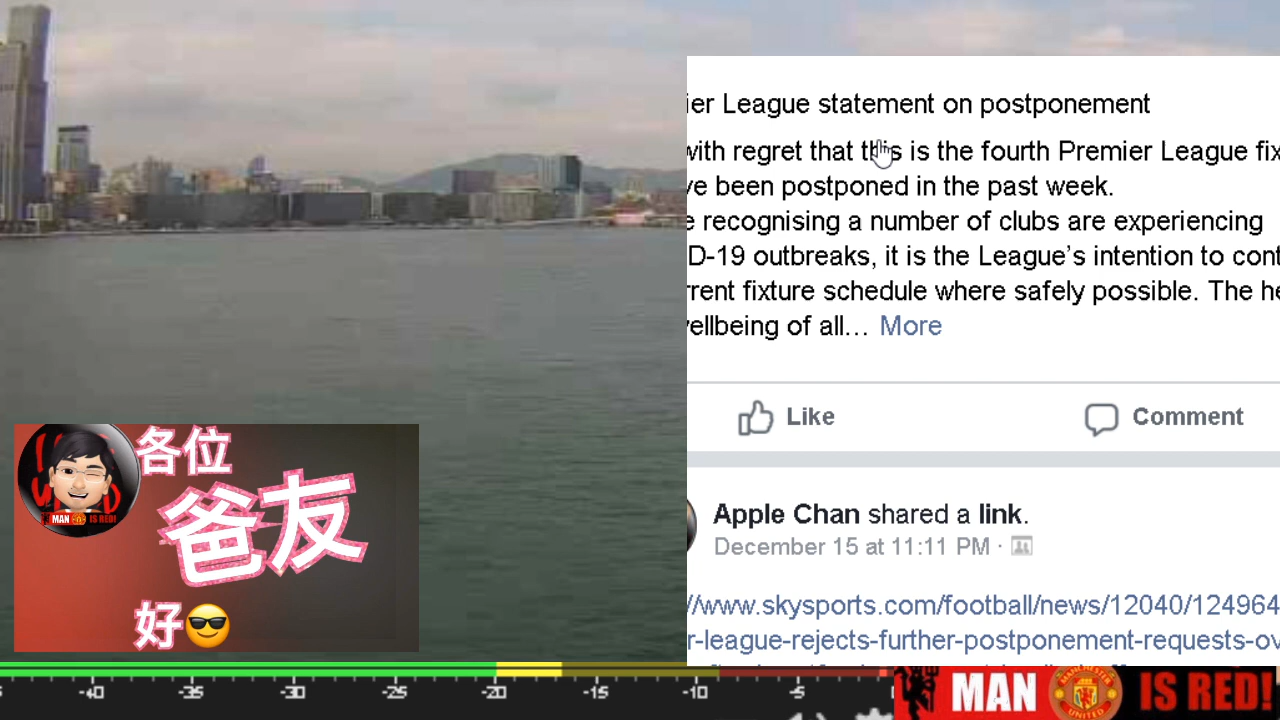 ier League statement on postponement
with regret that this is the fourth Premier League fix
ve been postponed in the past week.
e recognising a number of clubs are experiencing
D-19 outbreaks, it is the League's intention to cont
rrent fixture schedule where safely possible. The he
wellbeing of all... More
Like
Comment
各位
爸友
好
MAN IS RED!
Apple Chan shared a link.
December 15 at 11:11 PM ·
//www.skysports.com/football/news/12040/124964
r-league-rejects-further-postponement-requests-ov
-40 -35 -30 -25 -20 -15 -10 -5
MAN IS RED!
MANCHESTER
UNITED